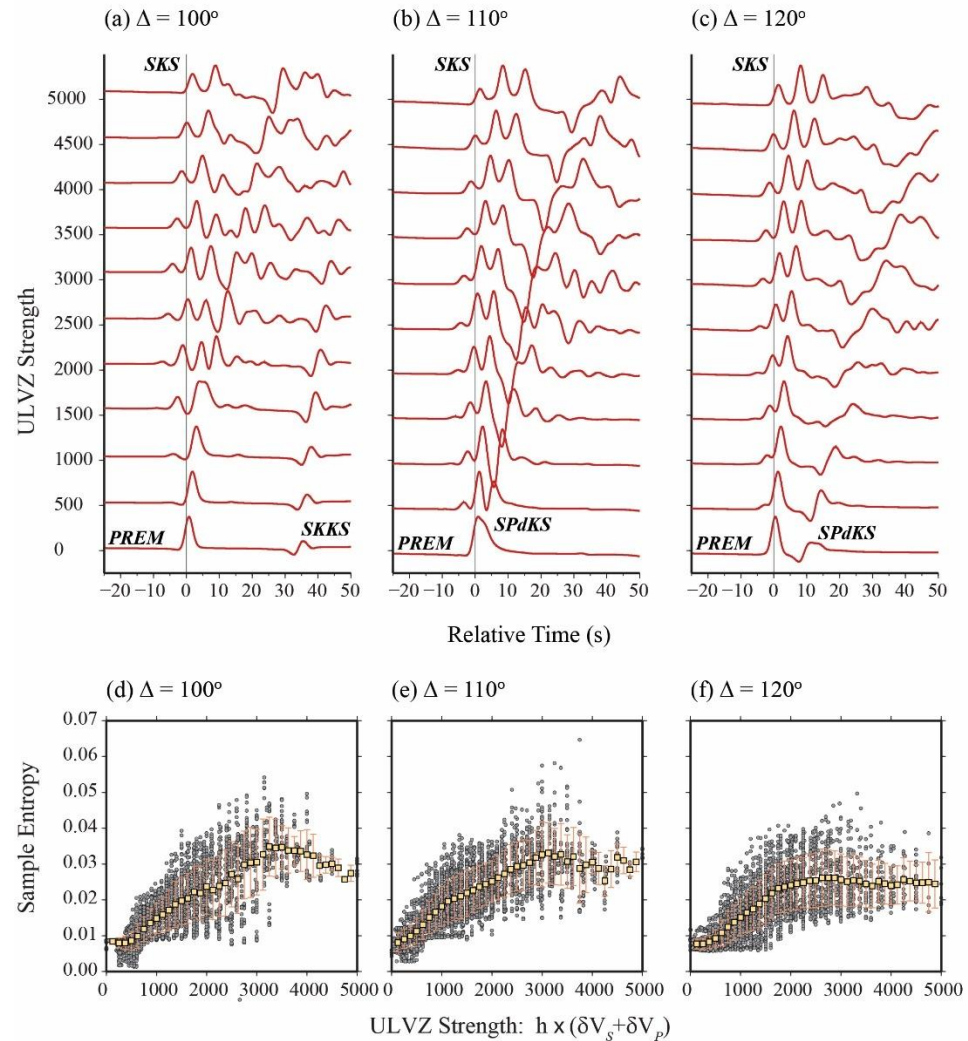 (a) Δ = 100°
(b) Δ = 110°
(c) Δ = 120°
SKS
SKS
SKS
5000
4500
4000
3500
3000
2500
2000
1500
1000
500
0
ULVZ Strength
PREM
SKKS
PREM
SPdKS
PREM
SPdKS
−20 −10 0 10 20 30 40 50
−20 −10 0 10 20 30 40 50
−20 −10 0 10 20 30 40 50
Relative Time (s)
(d) Δ = 100°
(e) Δ = 110°
(f) Δ = 120°
0.07
0.06
0.05
0.04
0.03
0.02
0.01
0.00
Sample Entropy
0 1000 2000 3000 4000 5000
0 1000 2000 3000 4000 5000
0 1000 2000 3000 4000 5000
ULVZ Strength: h x (δV_S+δV_P)